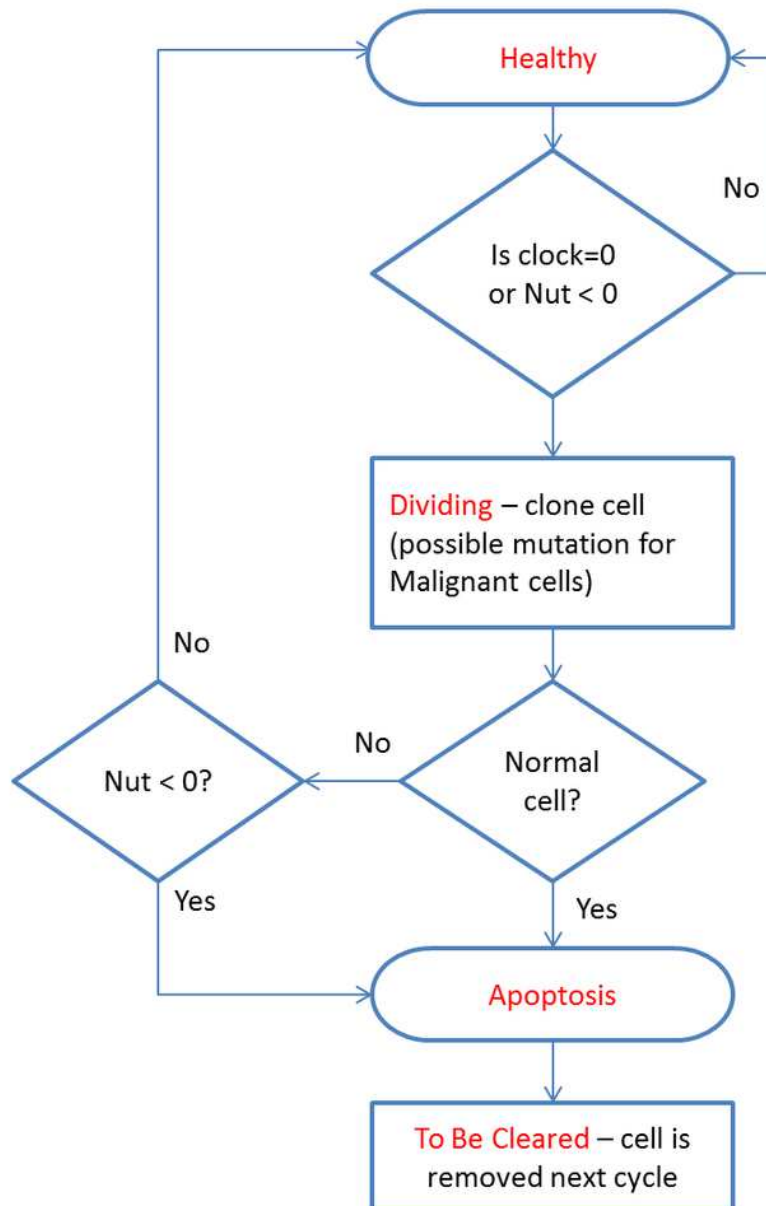 Healthy
No
Is clock=0
or Nut < 0
Dividing – clone cell
(possible mutation for
Malignant cells)
No
No
Nut < 0?
Normal
cell?
Yes
Yes
Apoptosis
To Be Cleared – cell is
removed next cycle